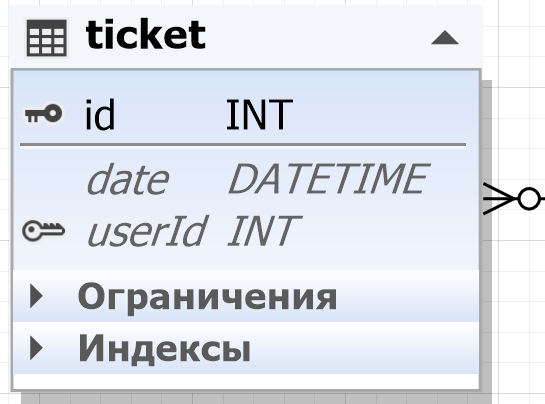 ticket
id INT
date DATETIME
userId INT
Ограничения
Индексы